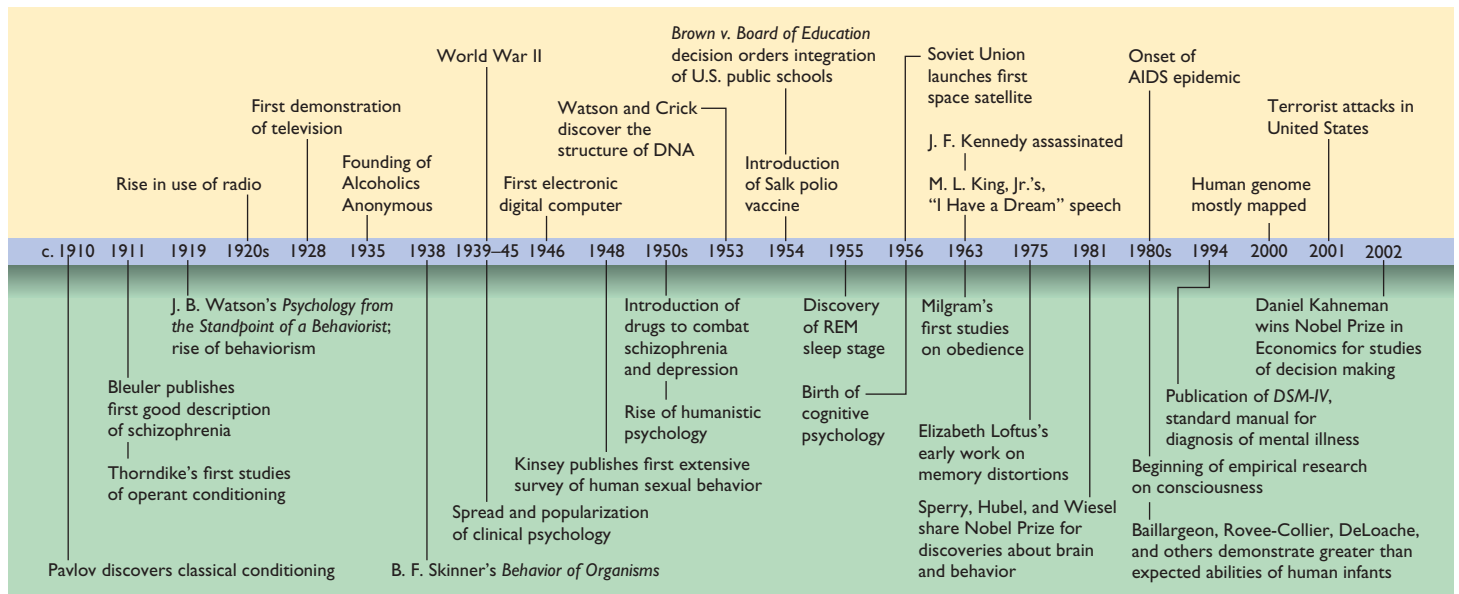 World War II
Brown v. Board of Education
decision orders integration
of U.S. public schools
Soviet Union
launches first
space satellite
Onset of
AIDS epidemic
First demonstration
of television
Watson and Crick
discover the
structure of DNA
Terrorist attacks in
United States
J. F. Kennedy assassinated
Rise in use of radio
Founding of
Alcoholics
Anonymous
First electronic
digital computer
Introduction
of Salk polio
vaccine
M. L. King, Jr.'s,
“I Have a Dream” speech
Human genome
mostly mapped
c. 1910 1911 1919 1920s 1928 1935 1938 1939–45 1946 1948 1950s 1953 1954 1955 1956 1963 1975 1981 1980s 1994 2000 2001 2002
J. B. Watson's Psychology from
the Standpoint of a Behaviorist;
rise of behaviorism
Introduction of
drugs to combat
schizophrenia
and depression
Discovery
of REM
sleep stage
Milgram's
first studies
on obedience
Daniel Kahneman
wins Nobel Prize in
Economics for studies
of decision making
Bleuler publishes
first good description
of schizophrenia
Rise of humanistic
psychology
Birth of
cognitive
psychology
Publication of DSM-IV,
standard manual for
diagnosis of mental illness
Thorndike's first studies
of operant conditioning
Kinsey publishes first extensive
survey of human sexual behavior
Elizabeth Loftus's
early work on
memory distortions
Beginning of empirical research
on consciousness
Spread and popularization
of clinical psychology
Sperry, Hubel, and Wiesel
share Nobel Prize for
discoveries about brain
and behavior
Baillargeon, Rovee-Collier, DeLoache,
and others demonstrate greater than
expected abilities of human infants
Pavlov discovers classical conditioning
B. F. Skinner's Behavior of Organisms